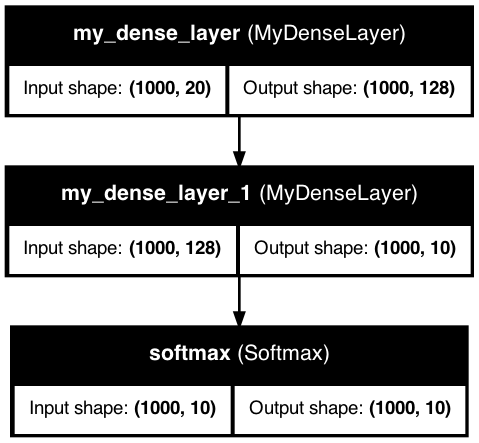 my_dense_layer (MyDenseLayer)
Input shape: (1000, 20) Output shape: (1000, 128)
my_dense_layer_1 (MyDenseLayer)
Input shape: (1000, 128) Output shape: (1000, 10)
softmax (Softmax)
Input shape: (1000, 10) Output shape: (1000, 10)